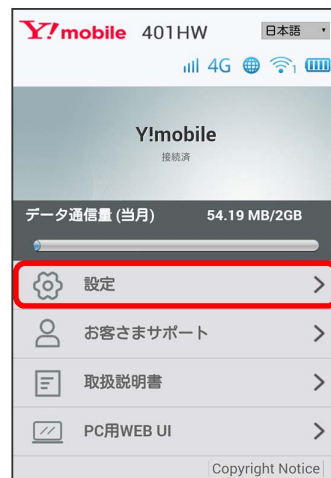 Y!mobile 401HW 日本語
4G 1
Y!mobile
接続済
データ通信量 (当月) 54.19 MB/2GB
設定
お客さまサポート
取扱説明書
PC用WEB UI
Copyright Notice